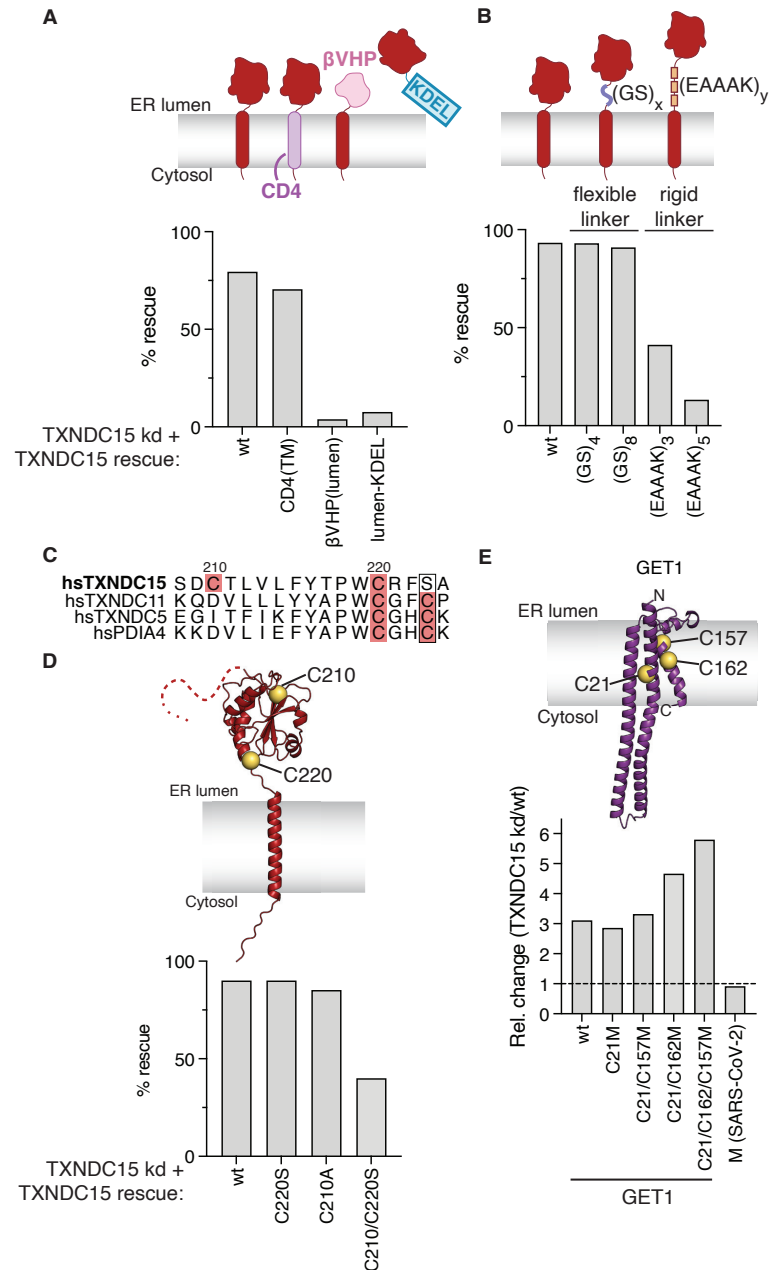 A
βVHP
KDEL
ER lumen
Cytosol
CD4
100
50
0
% rescue
TXNDC15 kd +
TXNDC15 rescue:
wt
CD4(TM)
βVHP(lumen)
lumen-KDEL
B
(GS)x
(EAAAK)y
flexible
linker
rigid
linker
100
50
0
% rescue
wt
(GS)4
(GS)8
(EAAAK)3
(EAAAK)5
C
210
220
hsTXNDC15 S D C T L V L F Y T P W C R F S A
hsTXNDC11 K Q D V L L L Y Y A P W C G F C P
hsTXNDC5 E G I T F I K F Y A P W C G H C K
hsPDIA4 K K D V L I E F Y A P W C G H C K
D
C210
C220
ER lumen
Cytosol
100
50
0
% rescue
TXNDC15 kd +
TXNDC15 rescue:
wt
C220S
C210A
C210/C220S
E
GET1
N
ER lumen
C157
C162
C21
C
Cytosol
6
5
4
3
2
1
0
Rel. change (TXNDC15 kd/wt)
wt
C21M
C21/C157M
C21/C162M
C21/C162/C157M
M (SARS-CoV-2)
GET1